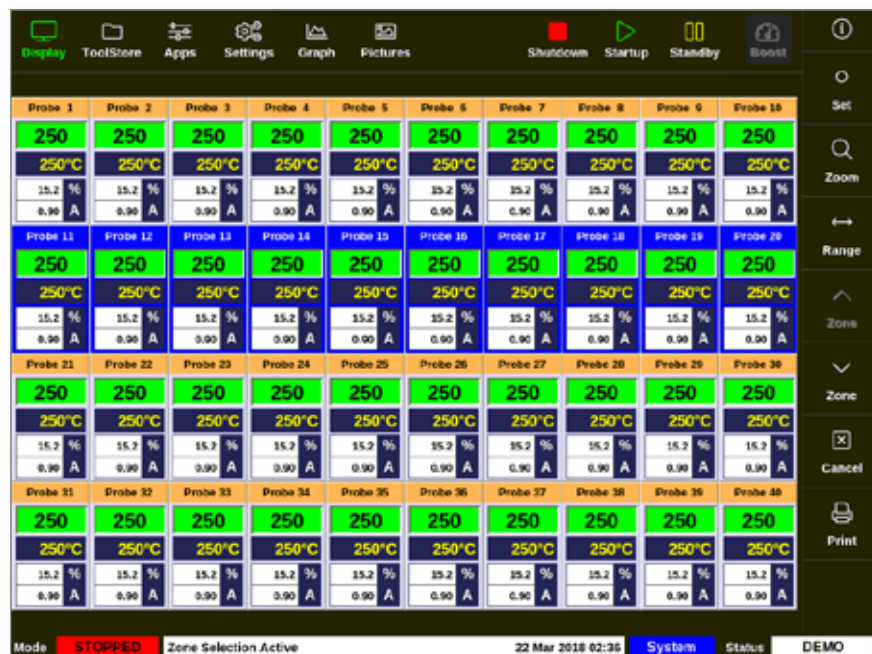 Display ToolStore Apps Settings Graph Pictures Shutdown Startup Standby Boost
Set
Zoom
Range
Zone
Zone
Cancel
Print
Probe 1 Probe 2 Probe 3 Probe 4 Probe 5 Probe 6 Probe 7 Probe 8 Probe 9 Probe 10
250 250 250 250 250 250 250 250 250 250
250°C 250°C 250°C 250°C 250°C 250°C 250°C 250°C 250°C 250°C
15.2 % 15.2 % 15.2 % 15.2 % 15.2 % 15.2 % 15.2 % 15.2 % 15.2 % 15.2 %
0.90 A 0.90 A 0.90 A 0.90 A 0.90 A 0.90 A 0.90 A 0.90 A 0.90 A 0.90 A
Probe 11 Probe 12 Probe 13 Probe 14 Probe 15 Probe 16 Probe 17 Probe 18 Probe 19 Probe 20
250 250 250 250 250 250 250 250 250 250
250°C 250°C 250°C 250°C 250°C 250°C 250°C 250°C 250°C 250°C
15.2 % 15.2 % 15.2 % 15.2 % 15.2 % 15.2 % 15.2 % 15.2 % 15.2 % 15.2 %
0.90 A 0.90 A 0.90 A 0.90 A 0.90 A 0.90 A 0.90 A 0.90 A 0.90 A 0.90 A
Probe 21 Probe 22 Probe 23 Probe 24 Probe 25 Probe 26 Probe 27 Probe 28 Probe 29 Probe 30
250 250 250 250 250 250 250 250 250 250
250°C 250°C 250°C 250°C 250°C 250°C 250°C 250°C 250°C 250°C
15.2 % 15.2 % 15.2 % 15.2 % 15.2 % 15.2 % 15.2 % 15.2 % 15.2 % 15.2 %
0.90 A 0.90 A 0.90 A 0.90 A 0.90 A 0.90 A 0.90 A 0.90 A 0.90 A 0.90 A
Probe 31 Probe 32 Probe 33 Probe 34 Probe 35 Probe 36 Probe 37 Probe 38 Probe 39 Probe 40
250 250 250 250 250 250 250 250 250 250
250°C 250°C 250°C 250°C 250°C 250°C 250°C 250°C 250°C 250°C
15.2 % 15.2 % 15.2 % 15.2 % 15.2 % 15.2 % 15.2 % 15.2 % 15.2 % 15.2 %
0.90 A 0.90 A 0.90 A 0.90 A 0.90 A 0.90 A 0.90 A 0.90 A 0.90 A 0.90 A
Mode STOPPED Zone Selection Active 22 Mar 2018 02:36 System Status DEMO